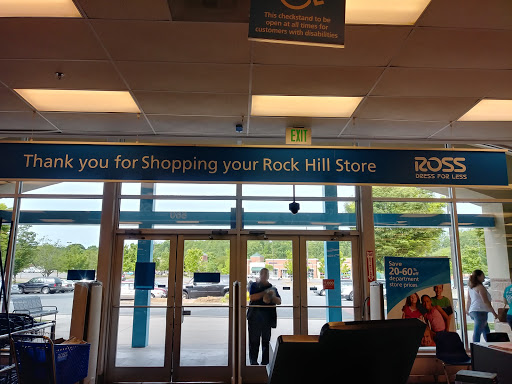 This checkstand to be
open at all times for
customers with disabilities
EXIT
Thank you for Shopping your Rock Hill Store
ROSS
DRESS FOR LESS
Save
20-60%
department
store
prices.